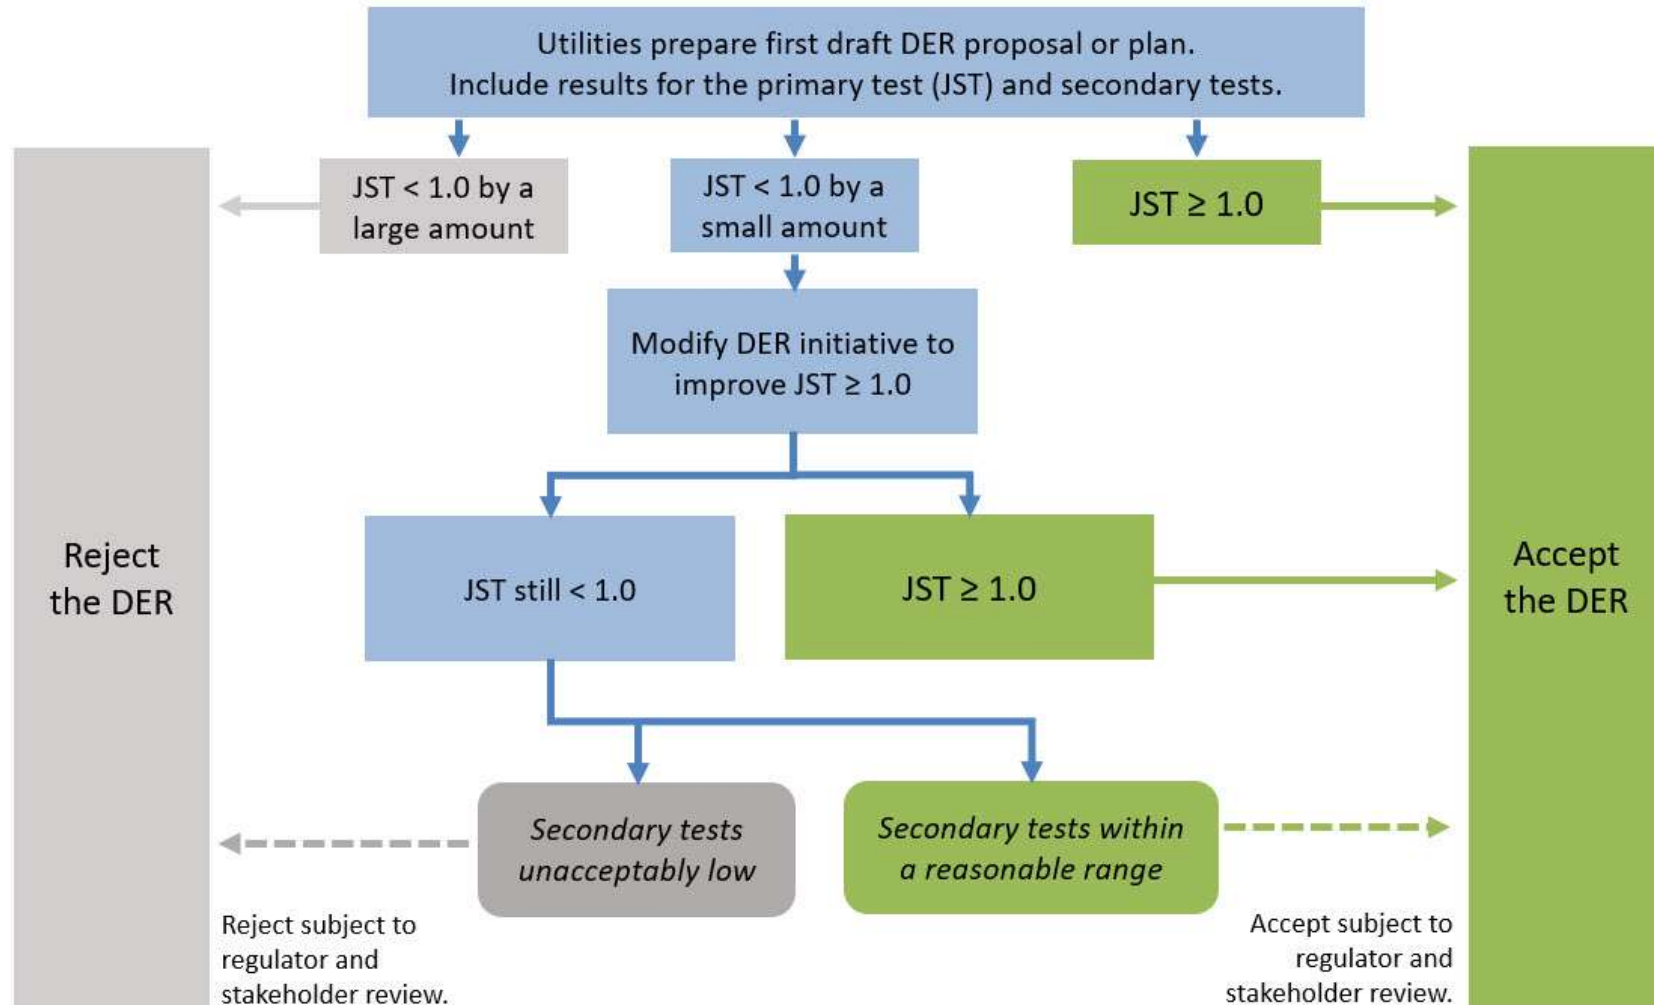 Utilities prepare first draft DER proposal or plan.
Include results for the primary test (JST) and secondary tests.
JST < 1.0 by a
large amount
JST < 1.0 by a
small amount
JST ≥ 1.0
Modify DER initiative to
improve JST ≥ 1.0
Reject
the DER
JST still < 1.0
JST ≥ 1.0
Accept
the DER
Secondary tests
unacceptably low
Secondary tests within
a reasonable range
Reject subject to
regulator and
stakeholder review.
Accept subject to
regulator and
stakeholder review.